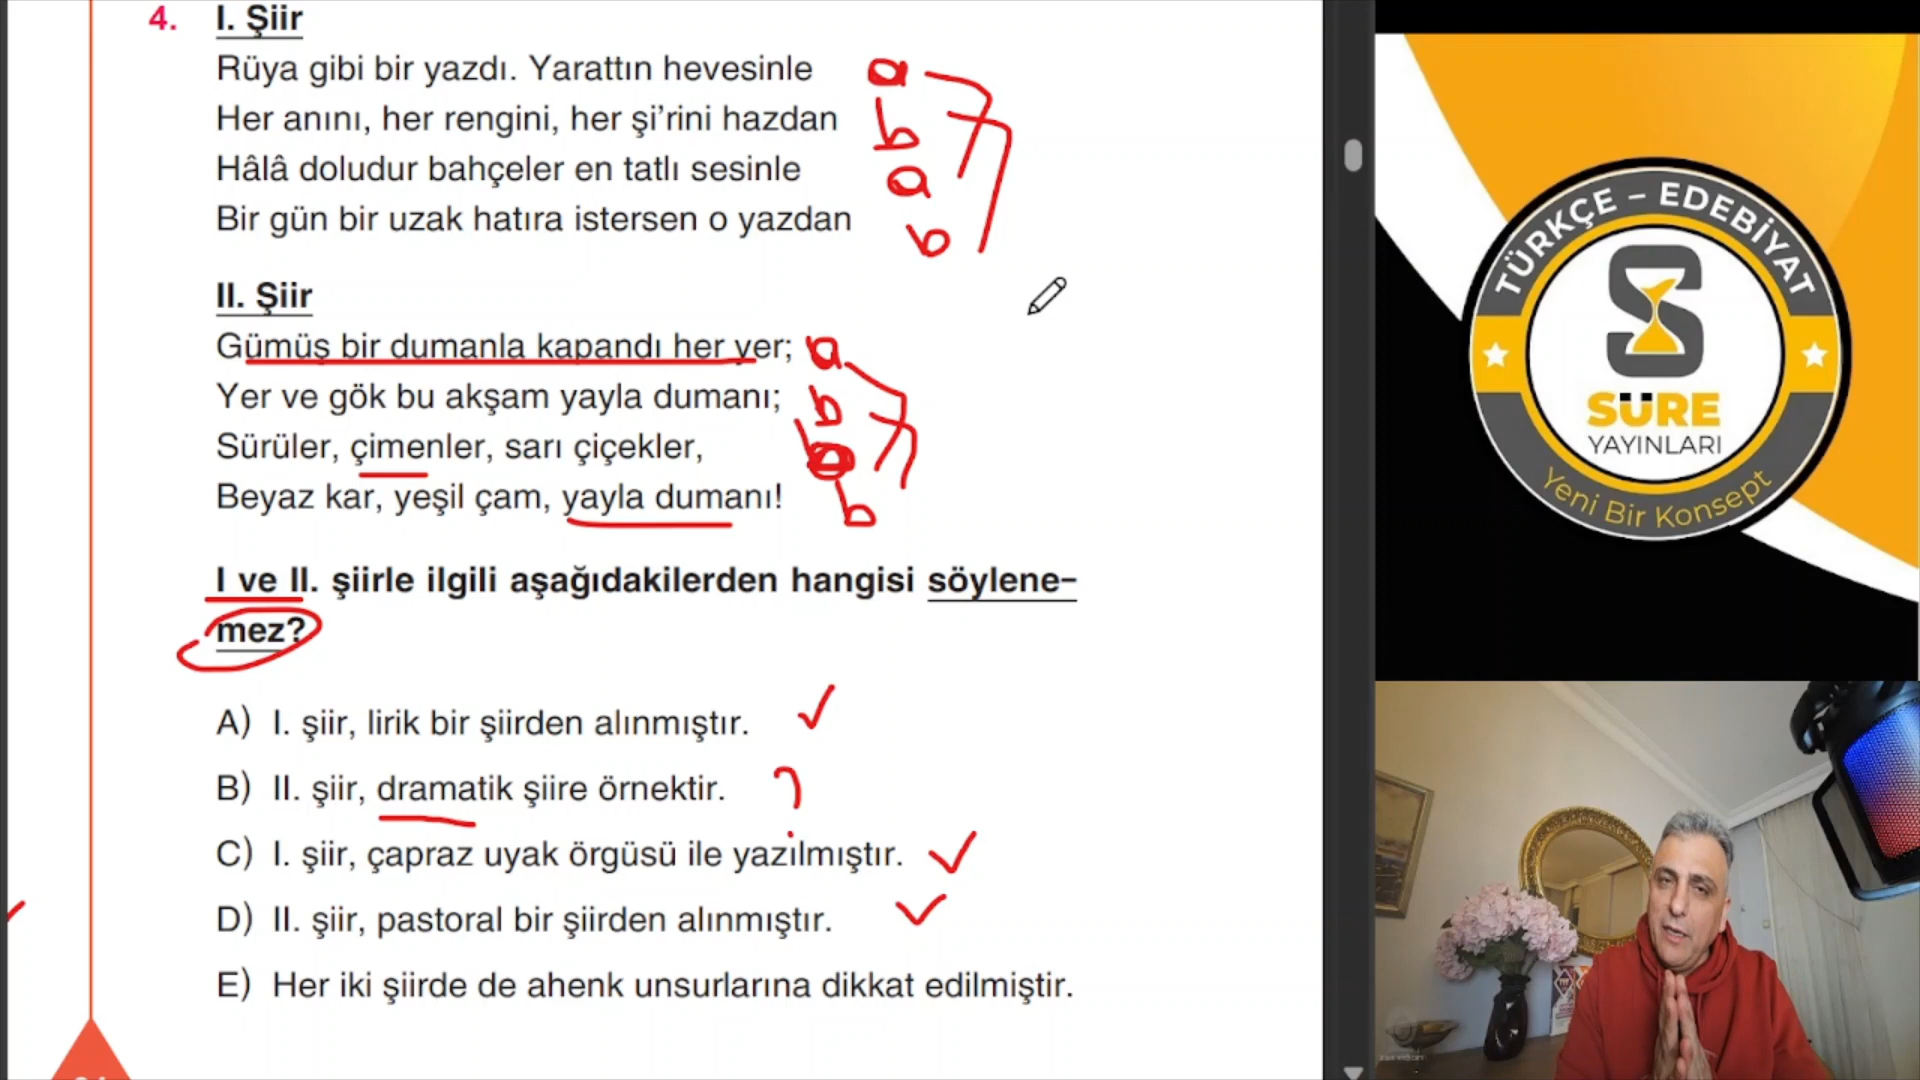 4. I. Şiir
Rüya gibi bir yazdı. Yarattın hevesinle
Her anını, her rengini, her şi’rini hazdan
Hâlâ doludur bahçeler en tatlı sesinle
Bir gün bir uzak hatıra istersen o yazdan
a
b
a
b
II. Şiir
Gümüş bir dumanla kapandı her yer;
Yer ve gök bu akşam yayla dumanı;
Sürüler, çimenler, sarı çiçekler,
Beyaz kar, yeşil çam, yayla dumanı!
a
b
a
b
I ve II. şiirle ilgili aşağıdakilerden hangisi söylene-
mez?
A) I. şiir, lirik bir şiirden alınmıştır.
B) II. şiir, dramatik şiire örnektir. ?
C) I. şiir, çapraz uyak örgüsü ile yazılmıştır.
D) II. şiir, pastoral bir şiirden alınmıştır.
E) Her iki şiirde de ahenk unsurlarına dikkat edilmiştir.
TÜRKÇE – EDEBİYAT
SÜRE
YAYINLARI
Yeni Bir Konsept